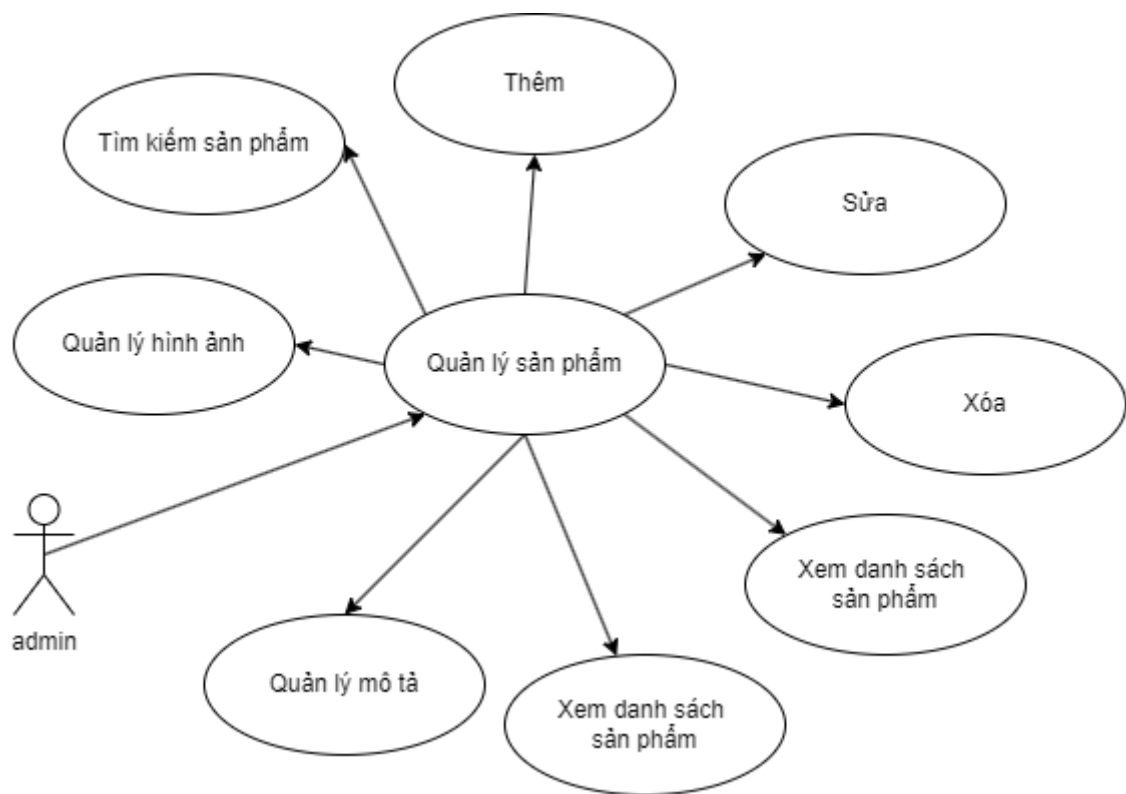 Thêm
Tìm kiếm sản phẩm
Sửa
Quản lý hình ảnh
Quản lý sản phẩm
Xóa
Xem danh sách
sản phẩm
admin
Quản lý mô tả
Xem danh sách
sản phẩm